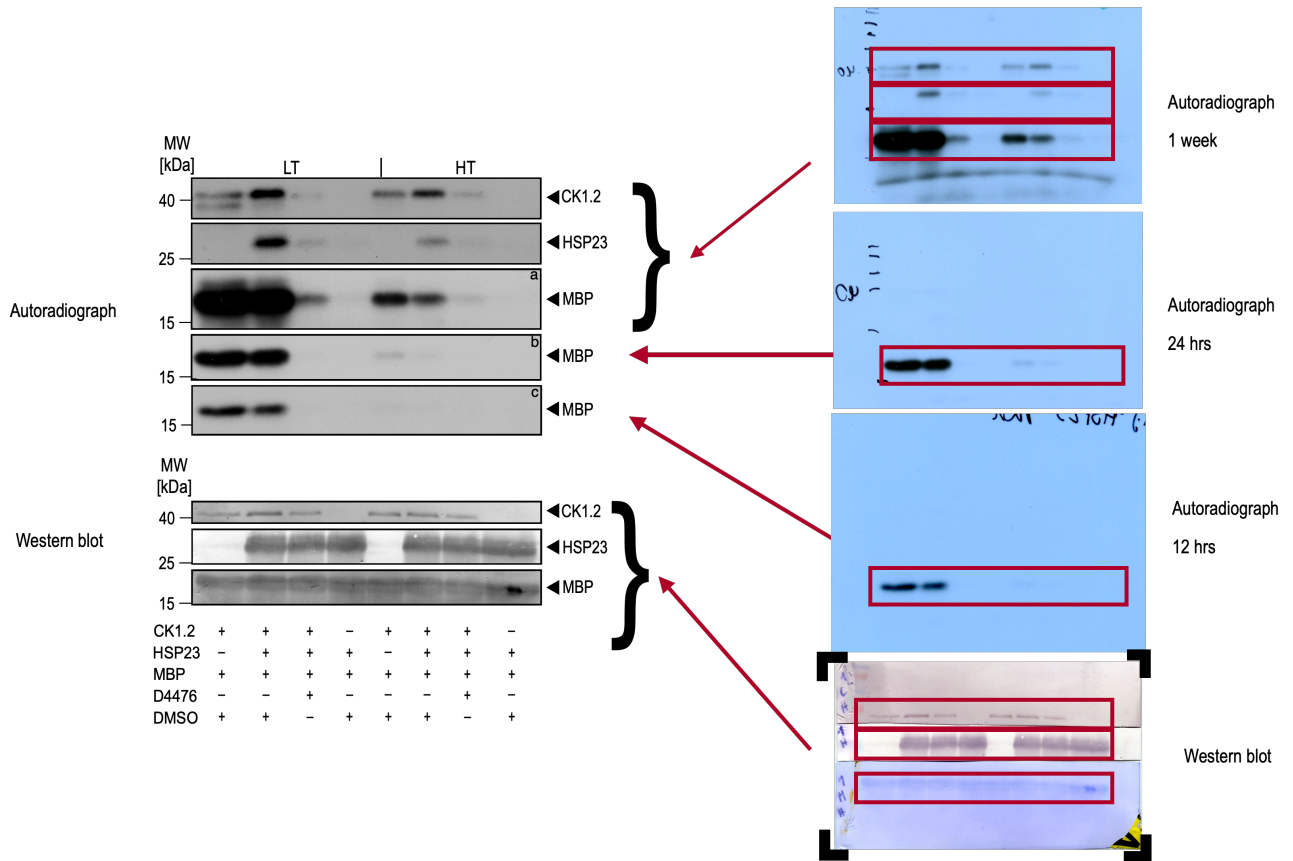 MW
[kDa]
LT | HT
40 CK1.2
HSP23
25
a
MBP
15
b
MBP
15
c
MBP
15
Autoradiograph
MW
[kDa]
40 CK1.2
HSP23
25
MBP
15
Western blot
CK1.2 + + + – + + + –
HSP23 – + + + – + + +
MBP + + + + + + + +
D4476 – – + – – – + –
DMSO + + – + + + – +
Autoradiograph
1 week
Autoradiograph
24 hrs
Autoradiograph
12 hrs
Western blot